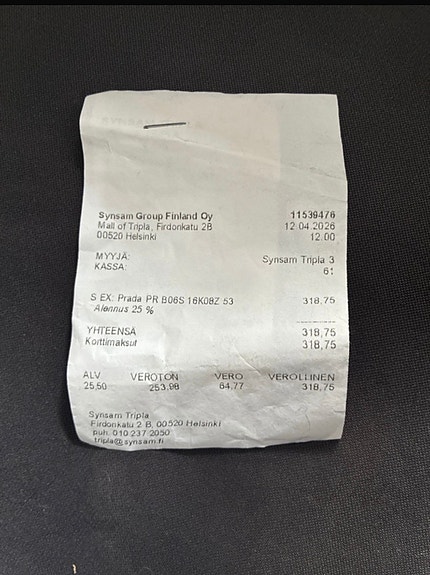 Synsam Group Finland Oy 11539476
Mall of Tripla, Firdonkatu 2B 12.04.2026
00520 Helsinki 12.00
MYYJÄ: Synsam Tripla 3
KASSA: 61
S EX: Prada PR B06S 16K08Z 53 318,75
Alennus 25 %
YHTEENSÄ 318,75
Korttimaksut 318,75
ALV VEROTON VERO VEROLLINEN
25,50 253,98 64,77 318,75
Synsam Tripla
Firdonkatu 2 B, 00520 Helsinki
puh. 010 237 2050
tripla@synsam.fi